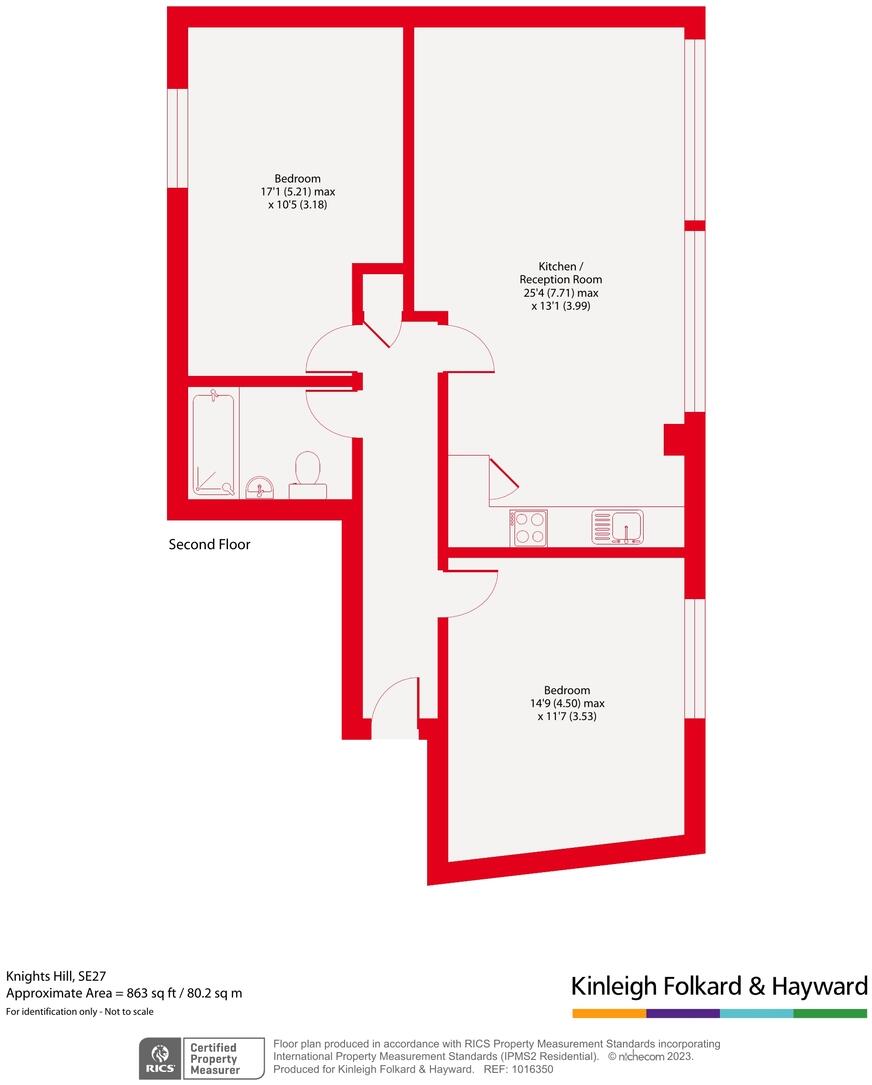 Bedroom
17'1 (5.21) max
x 10'5 (3.18)
Kitchen /
Reception Room
25'4 (7.71) max
x 13'1 (3.99)
Second Floor
Bedroom
14'9 (4.50) max
x 11'7 (3.53)
Knights Hill, SE27
Approximate Area = 863 sq ft / 80.2 sq m
For identification only - Not to scale
Kinleigh Folkard & Hayward
RICS
Certified
Property
Measurer
Floor plan produced in accordance with RICS Property Measurement Standards incorporating
International Property Measurement Standards (IPMS2 Residential). © nichecom 2023.
Produced for Kinleigh Folkard & Hayward. REF: 1016350